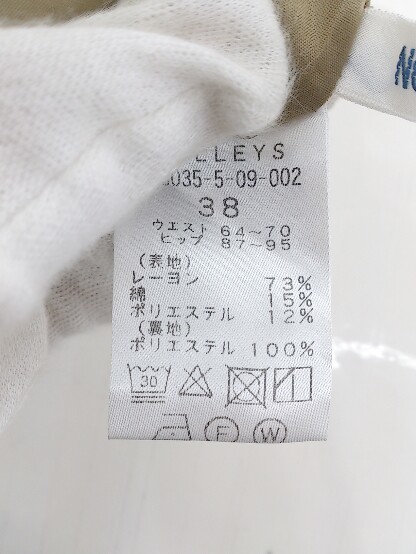 LLEYS
035-5-09-002
38
ウエスト 64~70
ヒップ 87~95
(表地)
レーヨン 73%
綿 15%
ポリエステル 12%
(裏地)
ポリエステル 100%
30
F W